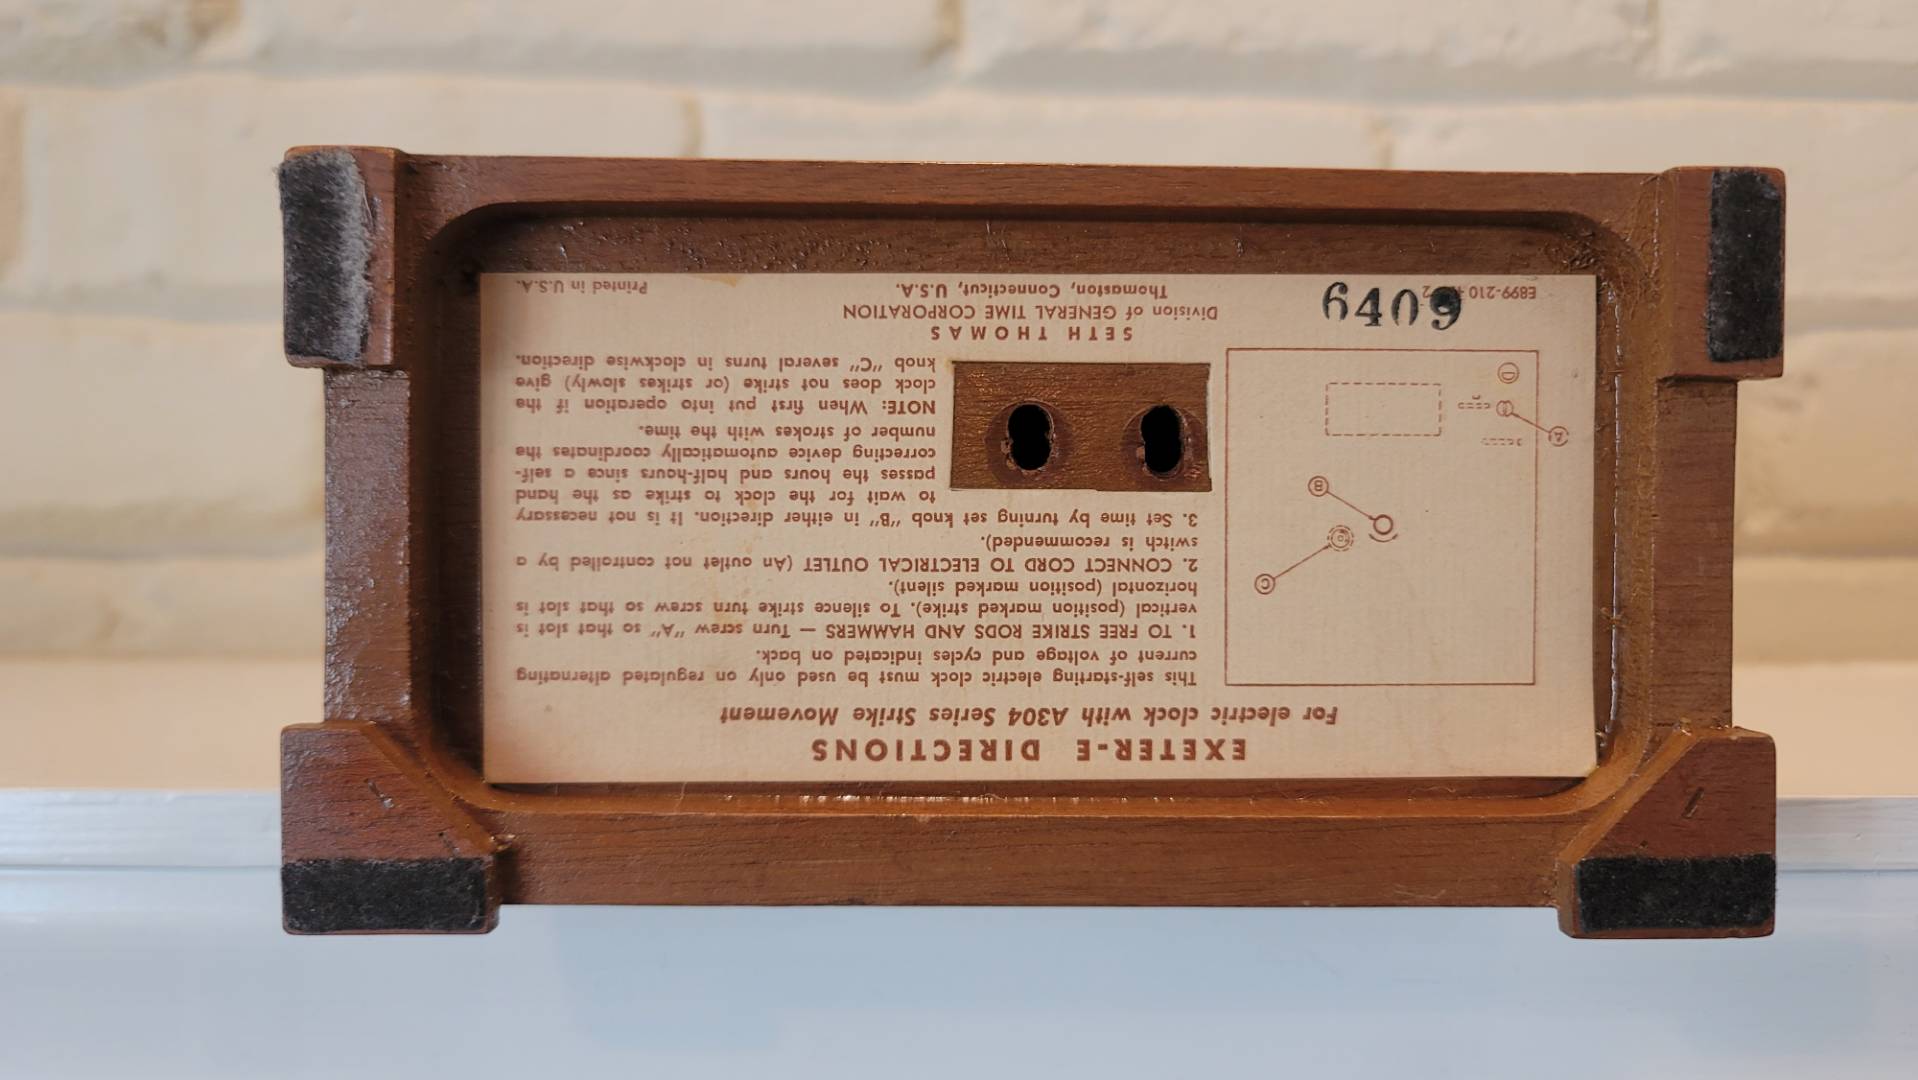 EXETER-E DIRECTIONS
For electric clock with A304 Series Strike Movement
This self-starting electric clock must be used only on regulated alternating
current of voltage and cycles indicated on back.
1. TO FREE STRIKE RODS AND HAMMERS — Turn screw "A" so that slot is
vertical (position marked strike). To silence strike turn screw so that slot is
horizontal (position marked silent).
2. CONNECT CORD TO ELECTRICAL OUTLET (An outlet not controlled by a
switch is recommended).
3. Set time by turning set knob "B" in either direction. It is not necessary
to wait for the clock to strike as the hand
passes the hours and half-hours since a self-
correcting device automatically coordinates the
number of strokes with the time.
NOTE: When first put into operation if the
clock does not strike (or strikes slowly) give
knob "C" several turns in clockwise direction.
C
B
A
D
SETH THOMAS
Division of GENERAL TIME CORPORATION
Thomaston, Connecticut, U.S.A.
E899-210
6409
Printed in U.S.A.